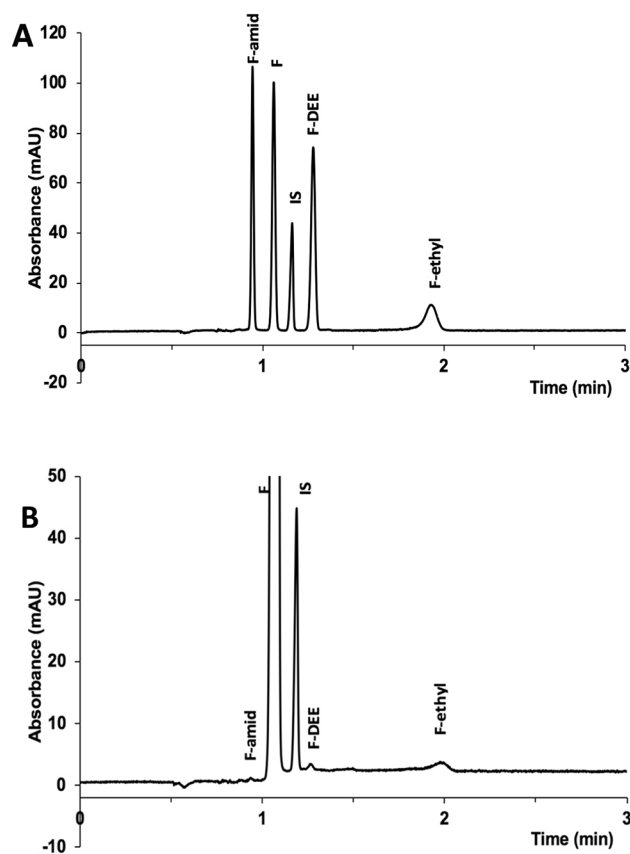 A
120
100
80
60
40
20
0
-20
Absorbance (mAU)
F-amid
F
IS
F-DEE
F-ethyl
0 1 2 3
Time (min)
B
50
40
30
20
10
0
-10
Absorbance (mAU)
F-amid
F
IS
F-DEE
F-ethyl
0 1 2 3
Time (min)